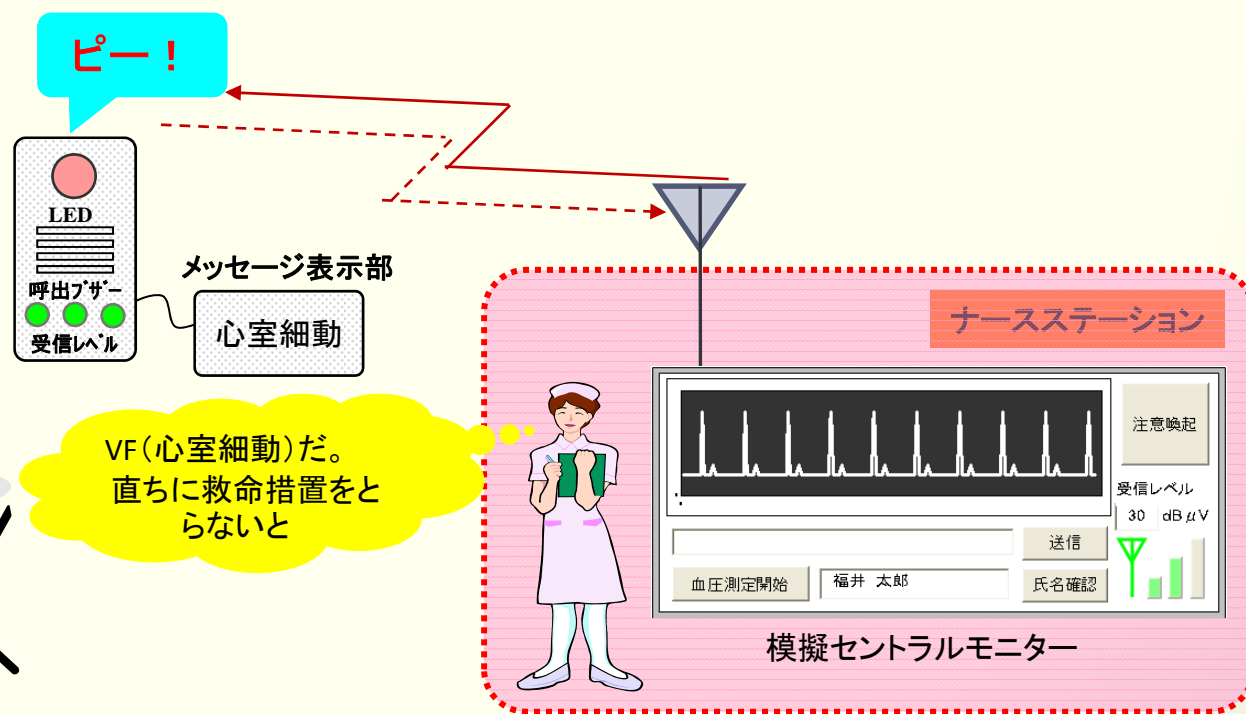 ピー！
LED
呼出ブザー
受信レベル
メッセージ表示部
心室細動
VF（心室細動）だ。
直ちに救命措置をと
らないと
ナースステーション
注意喚起
受信レベル
30 dBμV
送信
血圧測定開始
福井 太郎
氏名確認
模擬セントラルモニター